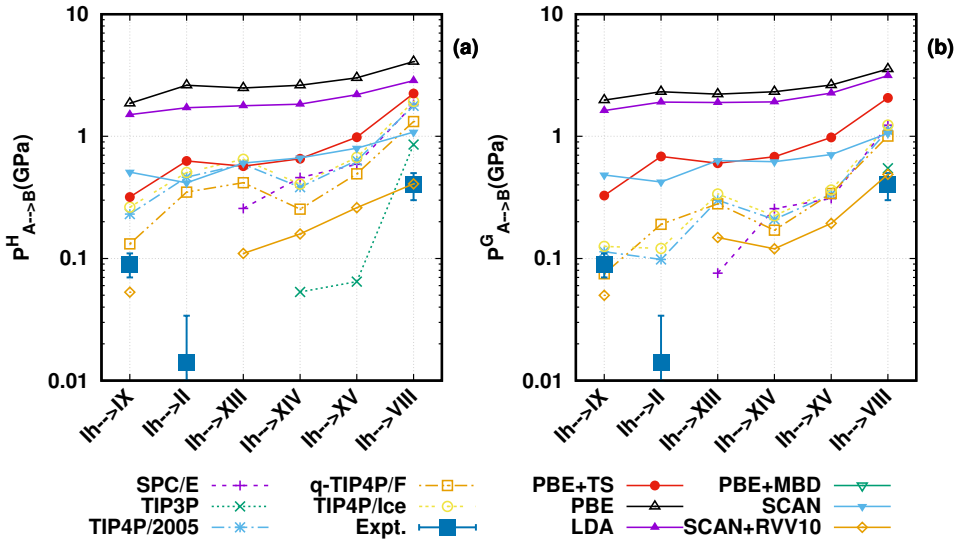 10
1
0.1
0.01
P^H_A-->B(GPa)
(a)
Ih-->IX
Ih-->II
Ih-->XIII
Ih-->XIV
Ih-->XV
Ih-->VIII
10
1
0.1
0.01
P^G_A-->B(GPa)
(b)
Ih-->IX
Ih-->II
Ih-->XIII
Ih-->XIV
Ih-->XV
Ih-->VIII
SPC/E
TIP3P
TIP4P/2005
q-TIP4P/F
TIP4P/Ice
Expt.
PBE+TS
PBE
LDA
PBE+MBD
SCAN
SCAN+RVV10